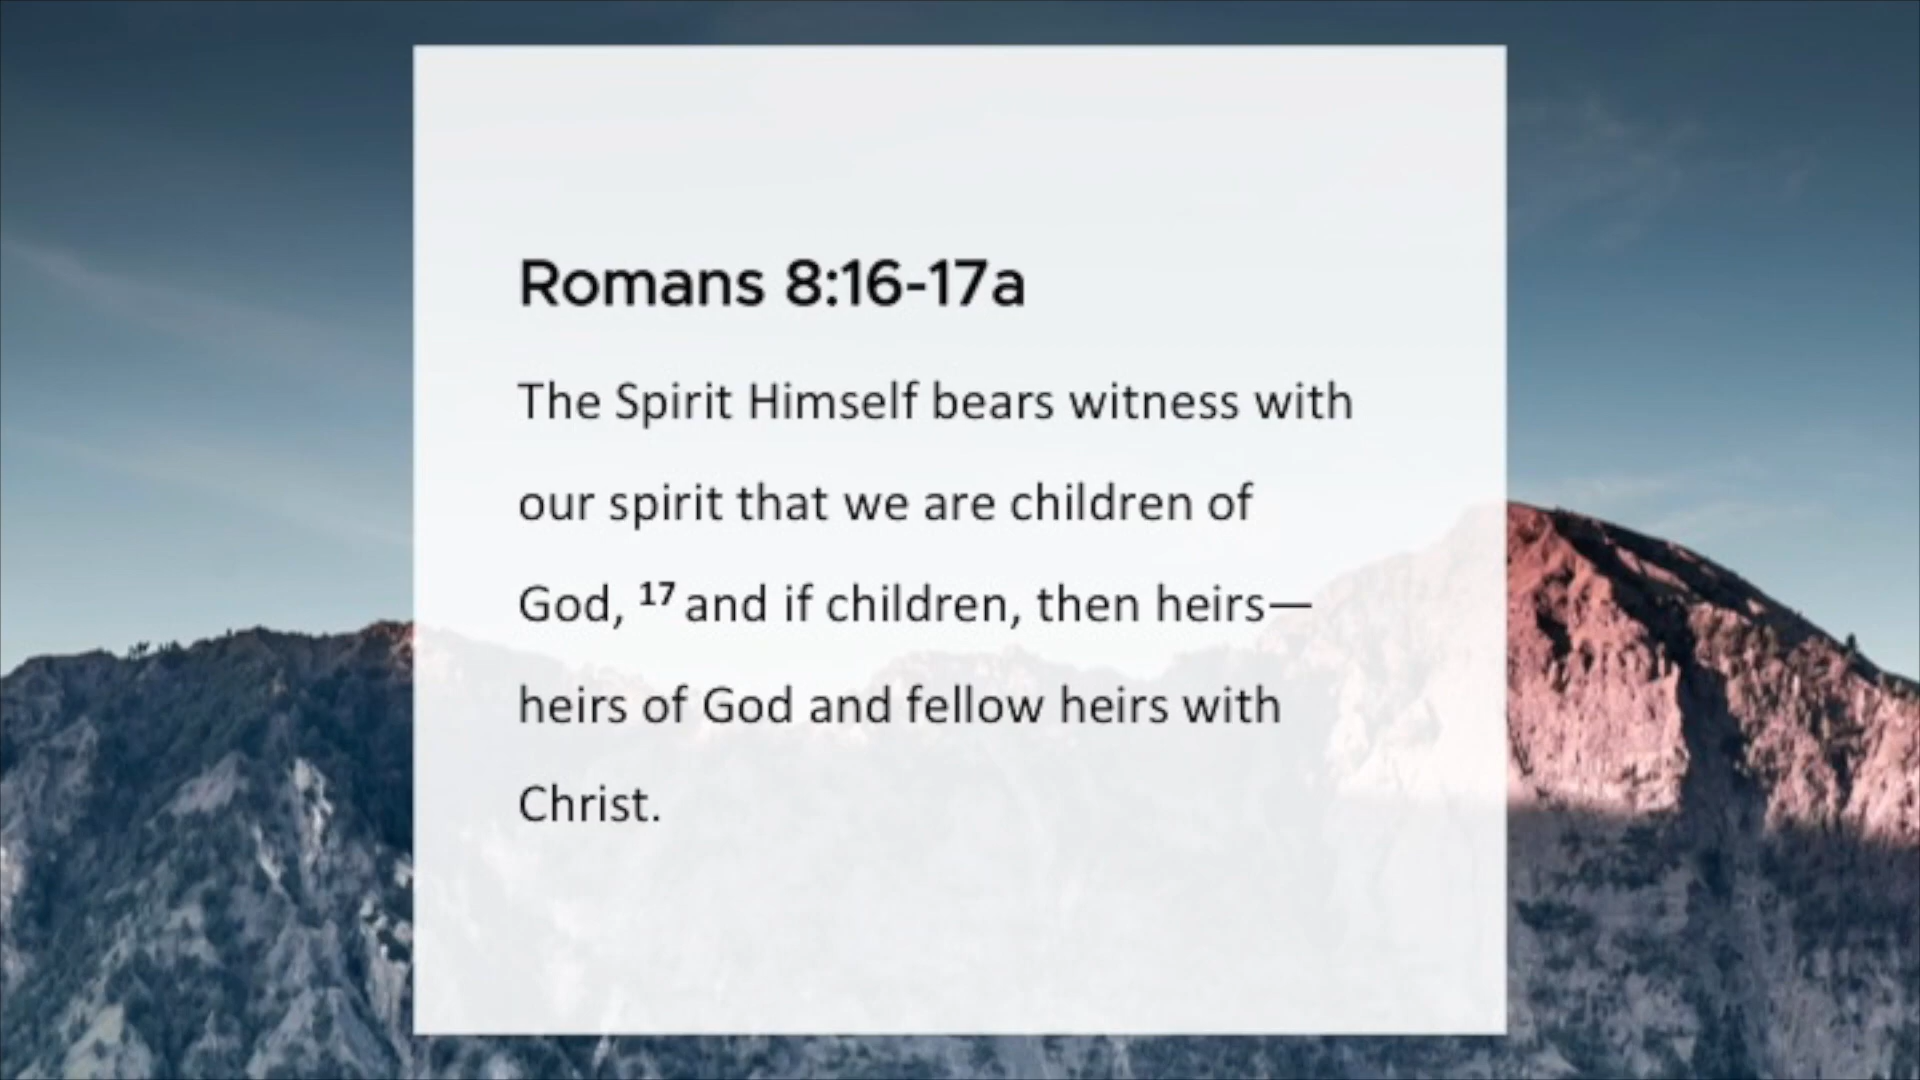 Romans 8:16-17a
The Spirit Himself bears witness with
our spirit that we are children of
God, 17 and if children, then heirs—
heirs of God and fellow heirs with
Christ.